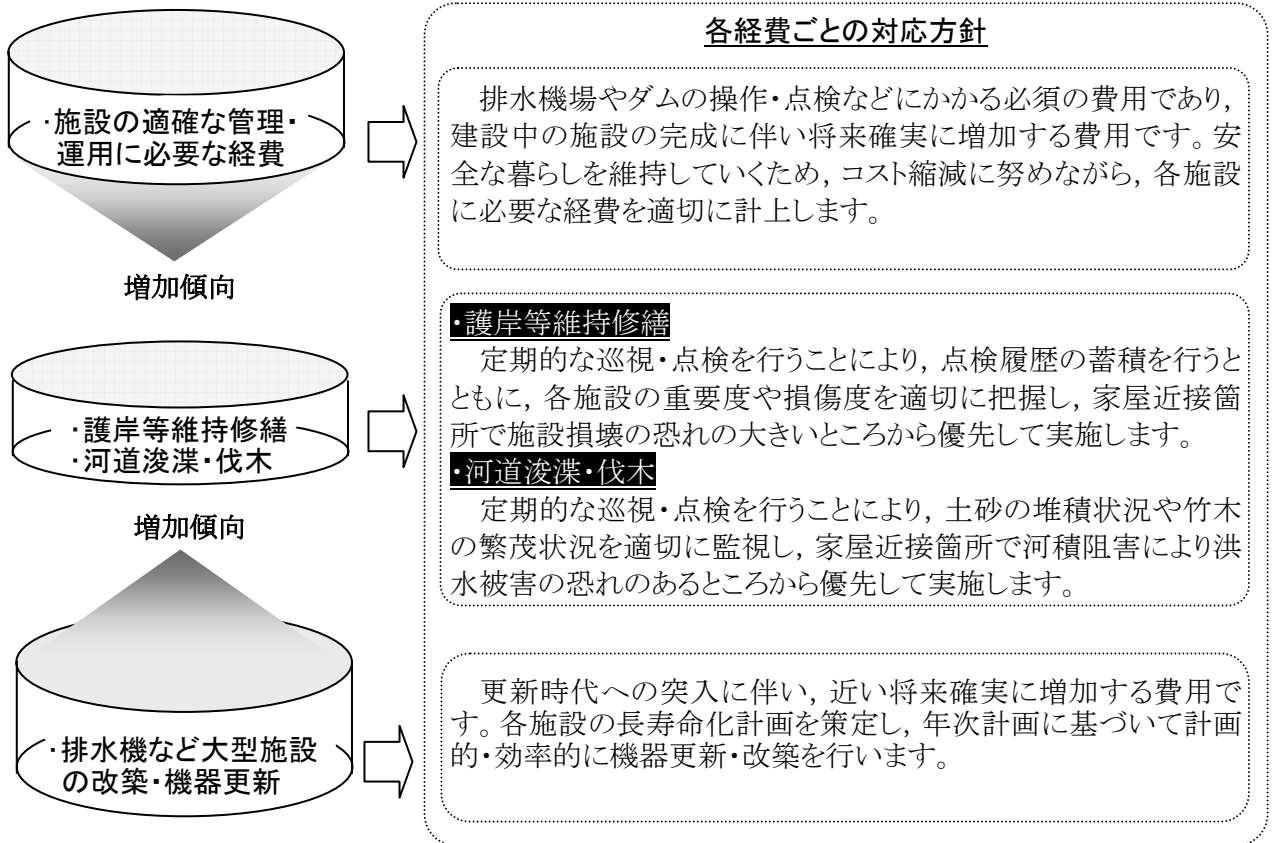 各経費ごとの対応方針
・施設の適確な管理・
運用に必要な経費
排水機場やダムの操作・点検などにかかる必須の費用であり，
建設中の施設の完成に伴い将来確実に増加する費用です。安
全な暮らしを維持していくため，コスト縮減に努めながら，各施設
に必要な経費を適切に計上します。
増加傾向
・護岸等維持修繕
・河道浚渫・伐木
・護岸等維持修繕
定期的な巡視・点検を行うことにより，点検履歴の蓄積を行うと
ともに，各施設の重要度や損傷度を適切に把握し，家屋近接箇
所で施設損壊の恐れの大きいところから優先して実施します。
・河道浚渫・伐木
定期的な巡視・点検を行うことにより，土砂の堆積状況や竹木
の繁茂状況を適切に監視し，家屋近接箇所で河積阻害により洪
水被害の恐れのあるところから優先して実施します。
増加傾向
・排水機など大型施設
の改築・機器更新
更新時代への突入に伴い，近い将来確実に増加する費用で
す。各施設の長寿命化計画を策定し，年次計画に基づいて計画
的・効率的に機器更新・改築を行います。